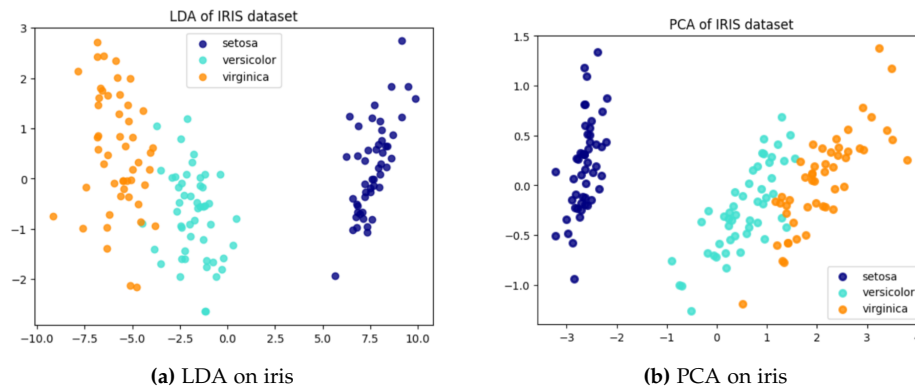 LDA of IRIS dataset
3
2
1
0
−1
−2
setosa
versicolor
virginica
−10.0 −7.5 −5.0 −2.5 0.0 2.5 5.0 7.5 10.0
(a) LDA on iris
PCA of IRIS dataset
1.5
1.0
0.5
0.0
−0.5
−1.0
setosa
versicolor
virginica
−3 −2 −1 0 1 2 3
(b) PCA on iris